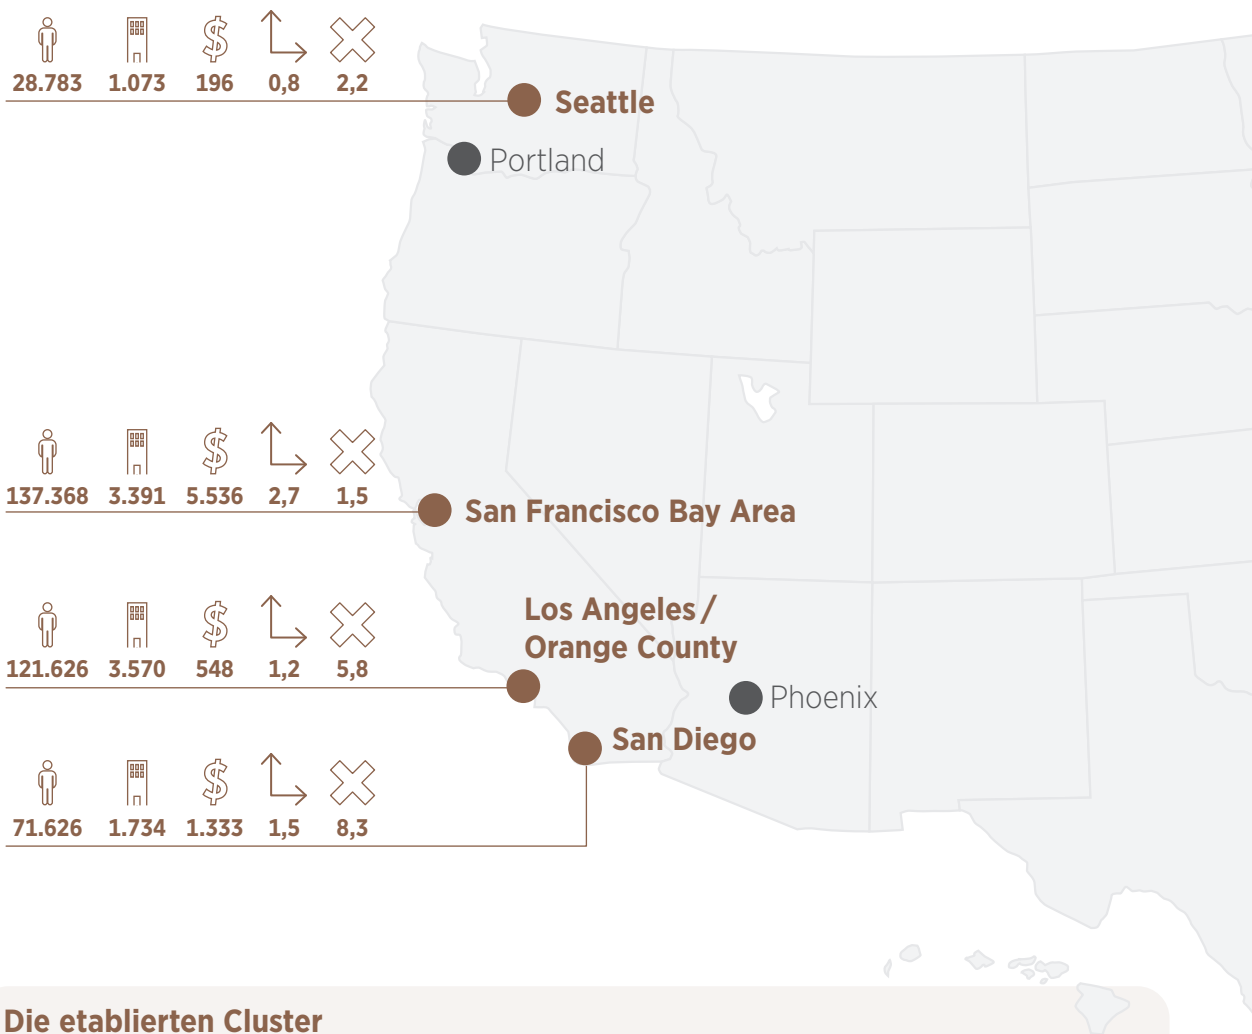 28.783 1.073 196 0,8 2,2
Seattle
Portland
137.368 3.391 5.536 2,7 1,5
San Francisco Bay Area
Los Angeles /
Orange County
121.626 3.570 548 1,2 5,8
Phoenix
San Diego
71.626 1.734 1.333 1,5 8,3
Die etablierten Cluster